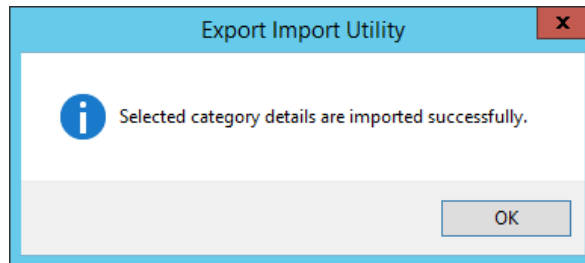 Export Import Utility
x
Selected category details are imported successfully.
OK